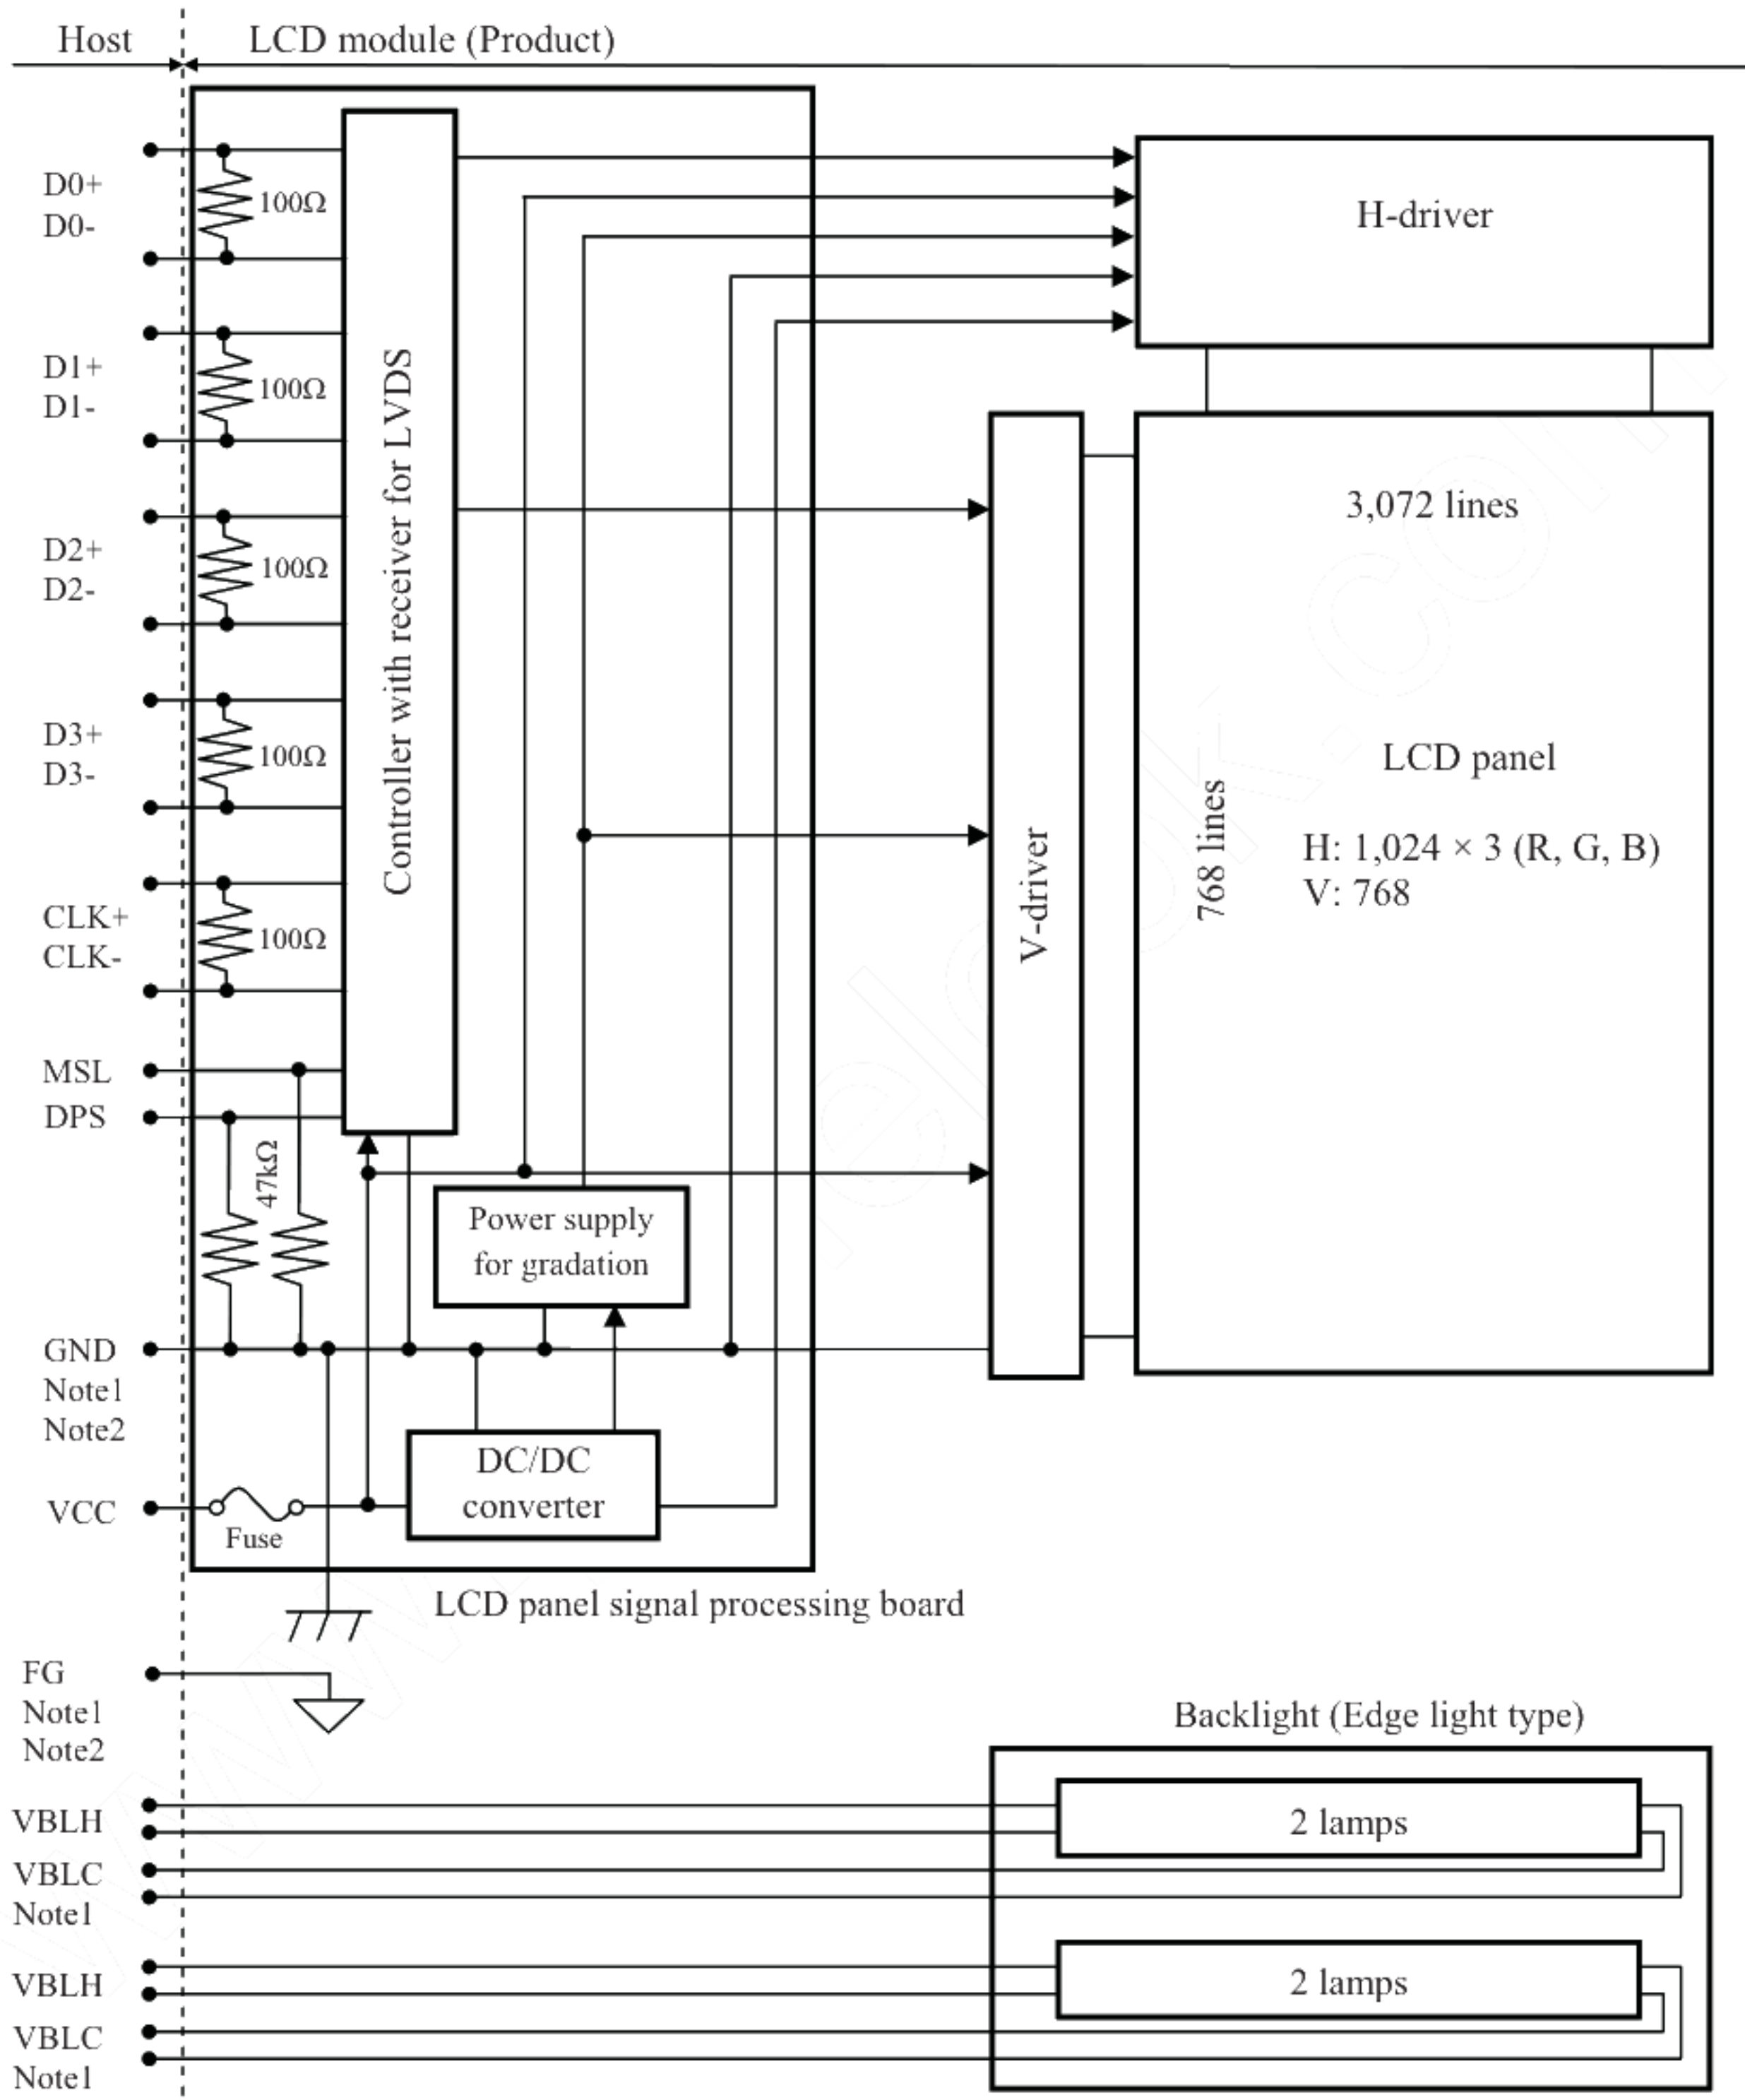 Host
LCD module (Product)
D0+
D0-
100Ω
D1+
D1-
100Ω
D2+
D2-
100Ω
D3+
D3-
100Ω
CLK+
CLK-
100Ω
MSL
DPS
47kΩ
GND
Note1
Note2
VCC
Fuse
Controller with receiver for LVDS
Power supply
for gradation
DC/DC
converter
LCD panel signal processing board
H-driver
V-driver
3,072 lines
768 lines
LCD panel
H: 1,024 × 3 (R, G, B)
V: 768
FG
Note1
Note2
Backlight (Edge light type)
VBLH
VBLC
Note1
2 lamps
VBLH
VBLC
Note1
2 lamps